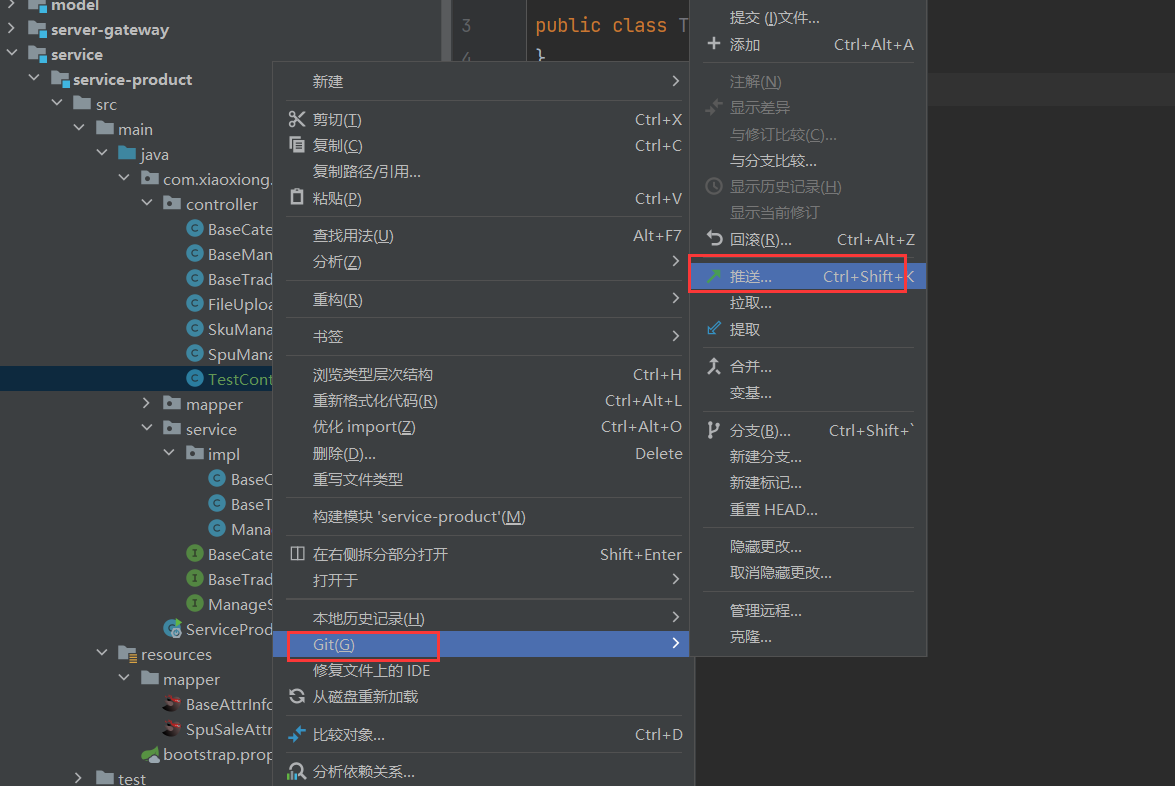 model
server-gateway
service
service-product
src
main
java
com.xiaoxiong.
controller
BaseCate
BaseMan
BaseTrad
FileUploa
SkuMana
SpuMana
TestCont
mapper
service
impl
BaseC
BaseT
Mana
BaseCate
BaseTrad
ManageS
ServiceProd
resources
mapper
BaseAttrInfo
SpuSaleAttr
bootstrap.prop
test
3 public class T
4 }
新建
剪切(T) Ctrl+X
复制(C) Ctrl+C
复制路径/引用...
粘贴(P) Ctrl+V
查找用法(U) Alt+F7
分析(Z)
重构(R)
书签
浏览类型层次结构 Ctrl+H
重新格式化代码(R) Ctrl+Alt+L
优化 import(Z) Ctrl+Alt+O
删除(D)... Delete
重写文件类型
构建模块 'service-product'(M)
在右侧拆分部分打开 Shift+Enter
打开于
本地历史记录(H)
Git(G)
修复文件上的 IDE
从磁盘重新加载
比较对象... Ctrl+D
分析依赖关系...
提交 (I)文件...
添加 Ctrl+Alt+A
注解(N)
显示差异
与修订比较(C)...
与分支比较...
显示历史记录(H)
显示当前修订
回滚(R)... Ctrl+Alt+Z
推送... Ctrl+Shift+K
拉取...
提取
合并...
变基...
分支(B)... Ctrl+Shift+`
新建分支...
新建标记...
重置 HEAD...
隐藏更改...
取消隐藏更改...
管理远程...
克隆...